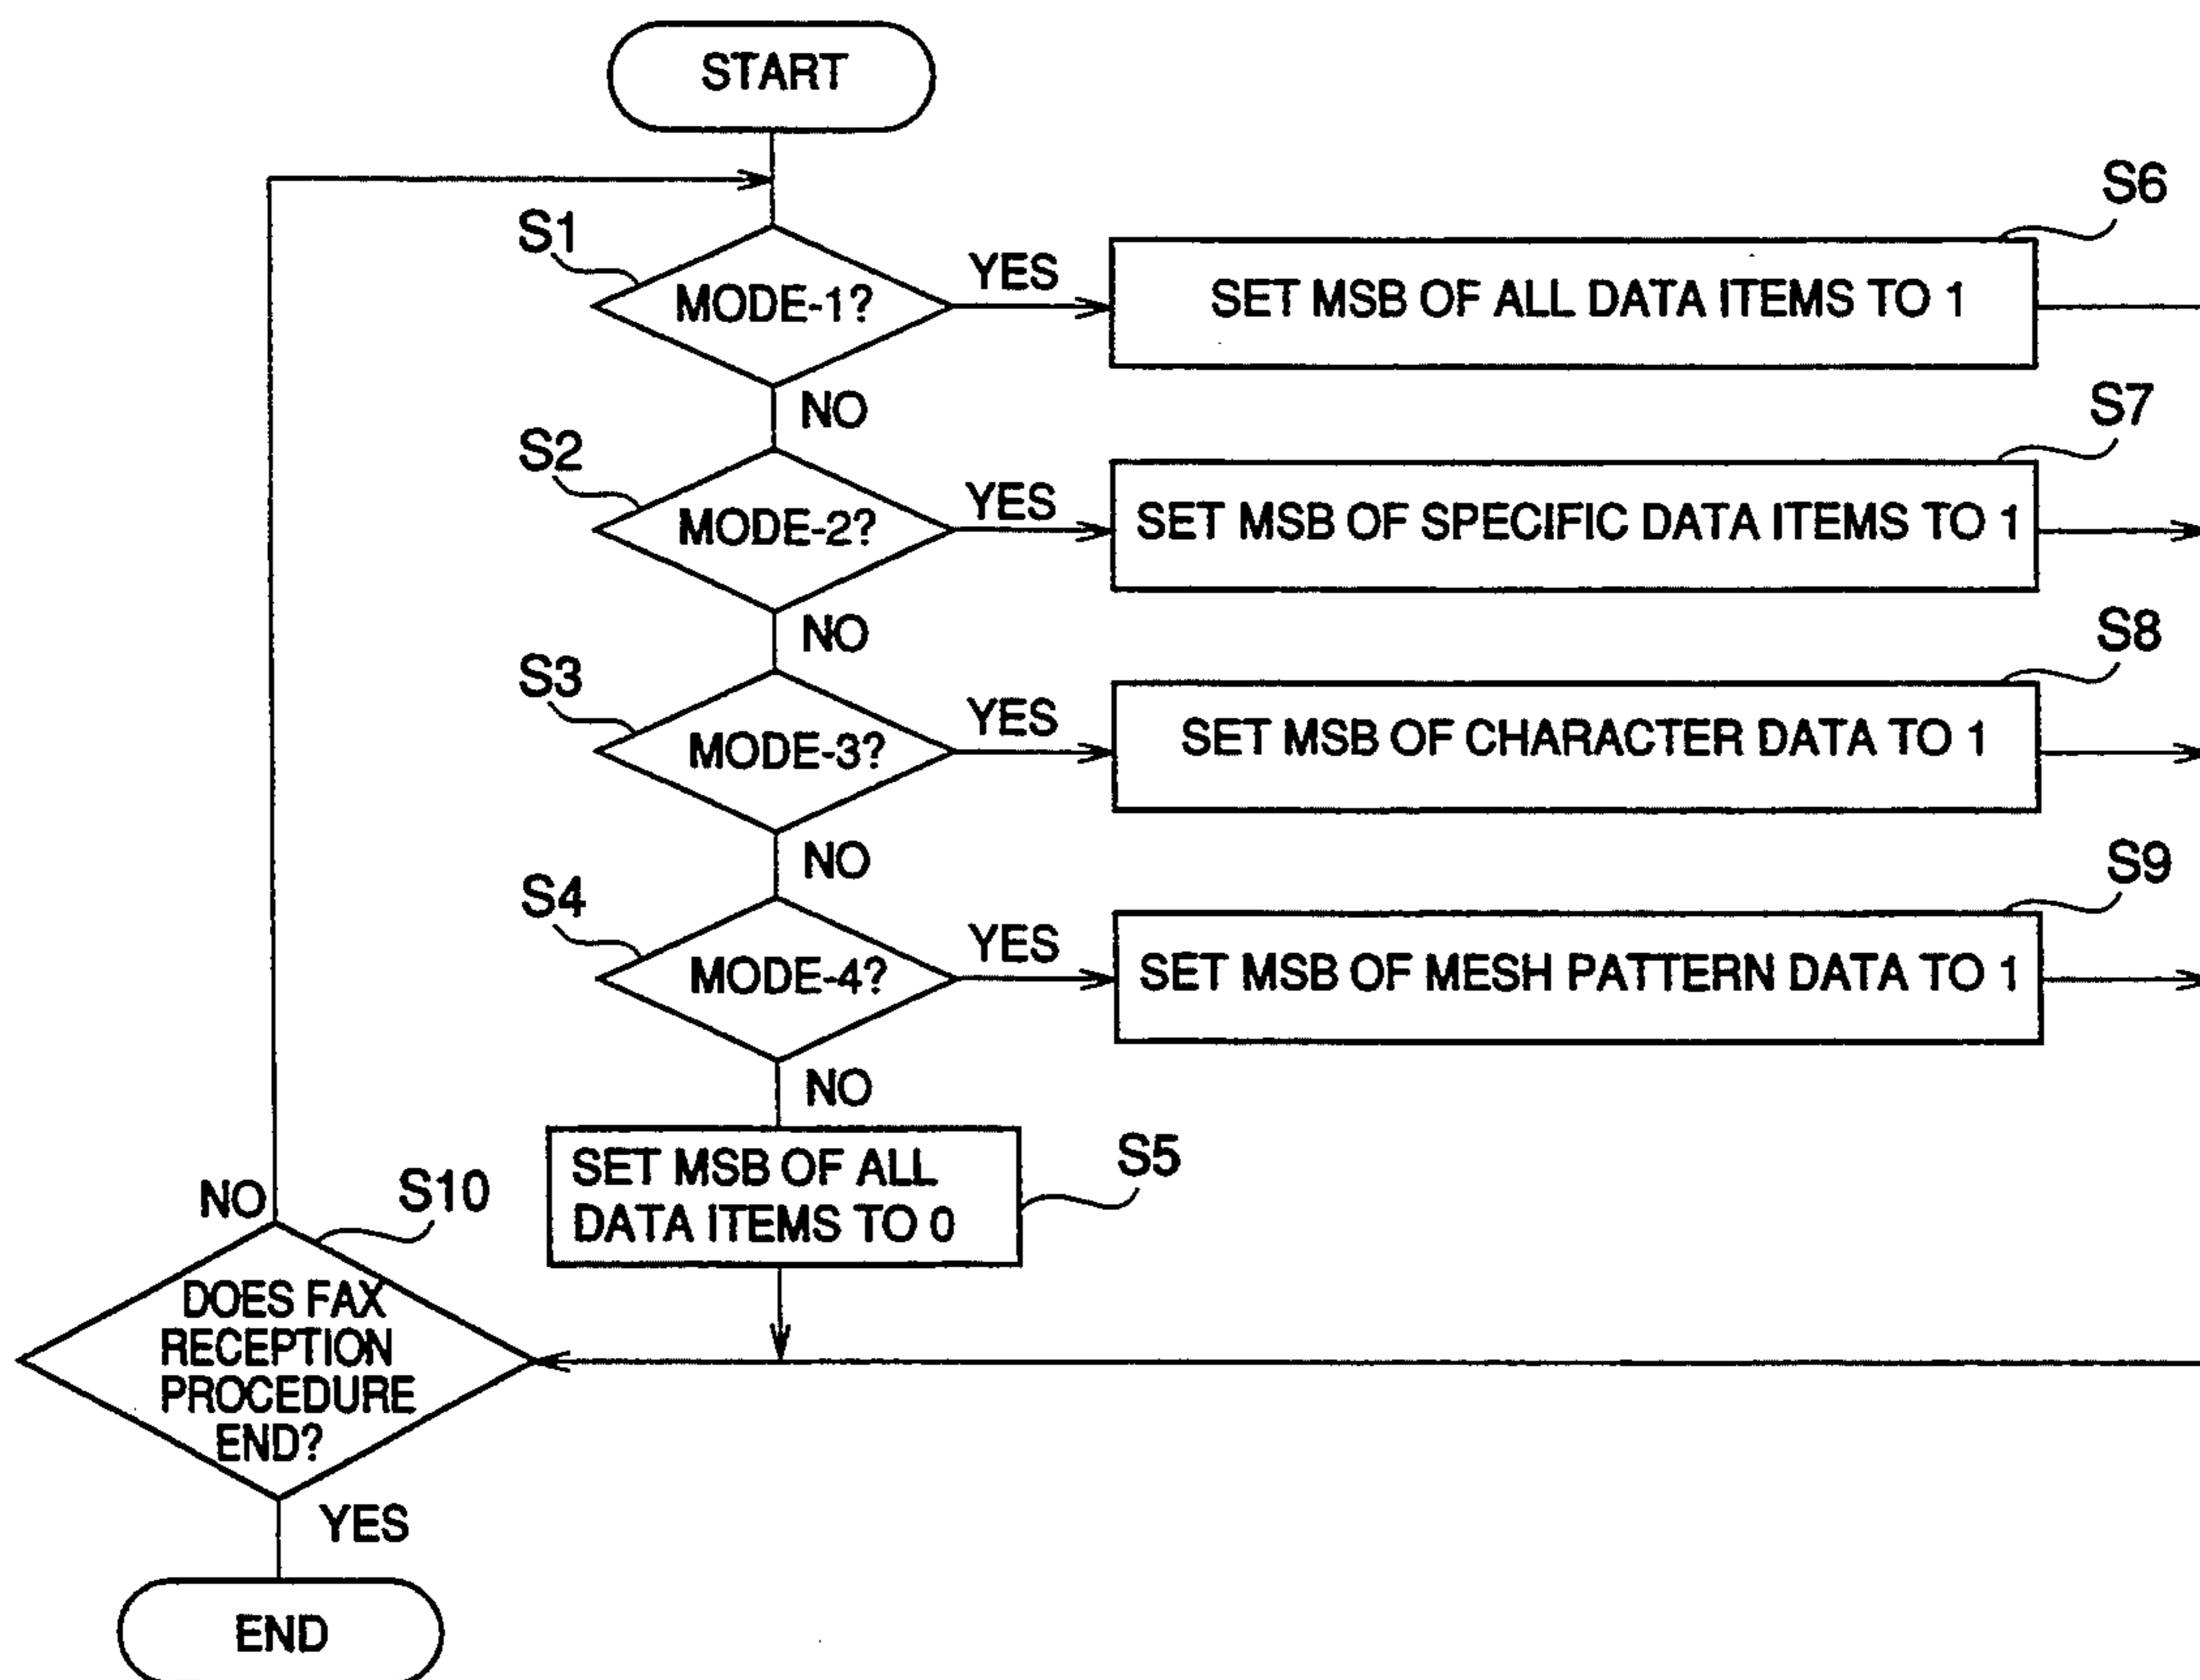 START
S1
MODE-1?
YES
SET MSB OF ALL DATA ITEMS TO 1
S6
NO
S2
MODE-2?
YES
SET MSB OF SPECIFIC DATA ITEMS TO 1
S7
NO
S3
MODE-3?
YES
SET MSB OF CHARACTER DATA TO 1
S8
NO
S4
MODE-4?
YES
SET MSB OF MESH PATTERN DATA TO 1
S9
NO
SET MSB OF ALL
DATA ITEMS TO 0
S5
NO
S10
DOES FAX
RECEPTION
PROCEDURE
END?
YES
END